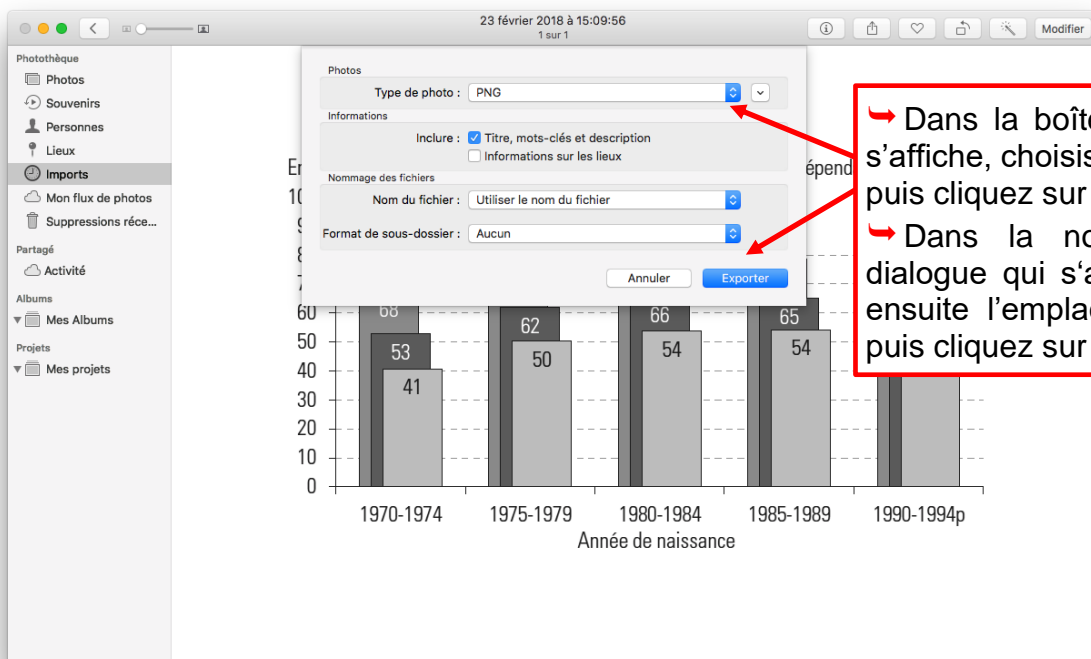 23 février 2018 à 15:09:56
1 sur 1
Modifier
Photothèque
Photos
Souvenirs
Personnes
Lieux
Imports
Mon flux de photos
Suppressions réce...
Partagé
Activité
Albums
Mes Albums
Projets
Mes projets
Photos
Type de photo : PNG
Informations
Inclure : Titre, mots-clés et description
Informations sur les lieux
Nommage des fichiers
Nom du fichier : Utiliser le nom du fichier
Format de sous-dossier : Aucun
Annuler Exporter
➥ Dans la boîte
s'affiche, choisis
puis cliquez sur
➥ Dans la no
dialogue qui s‘a
ensuite l'emplac
puis cliquez sur
En
épend
10
60
50
40
30
20
10
0
68 53 41
62 50
66 54
65 54
1970-1974 1975-1979 1980-1984 1985-1989 1990-1994p
Année de naissance